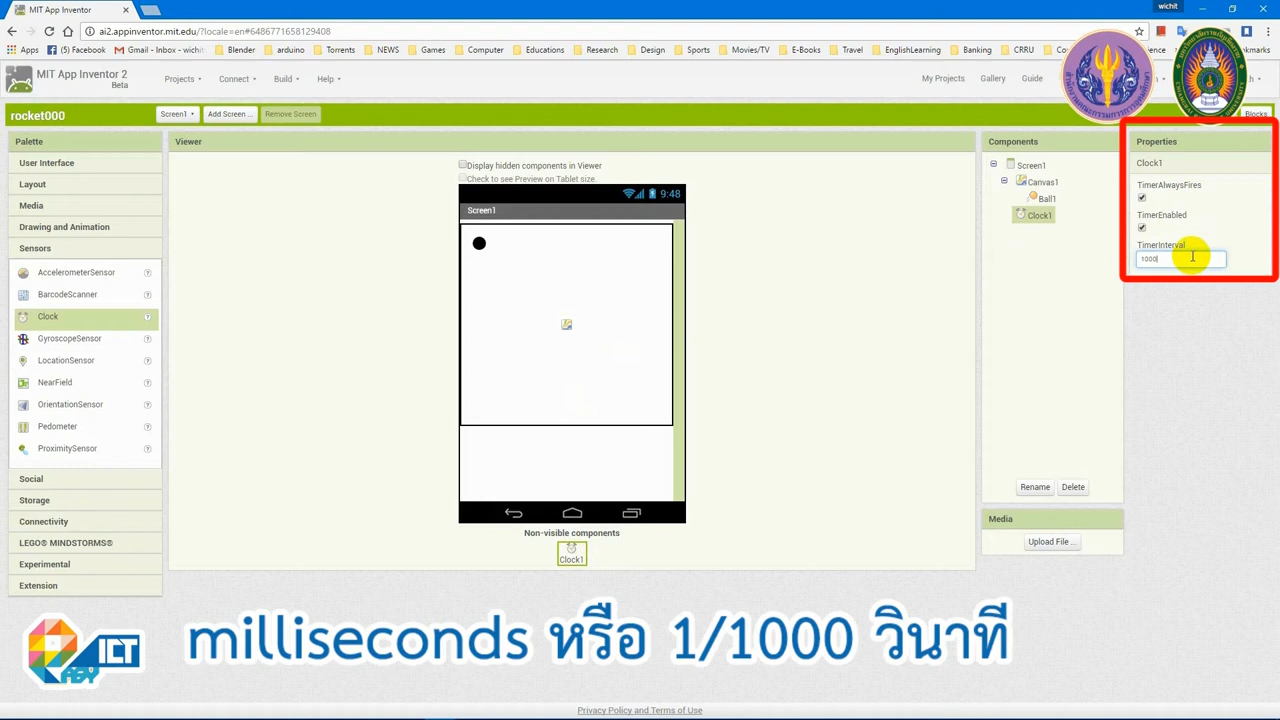 MIT App Inventor
wichit
ai2.appinventor.mit.edu/?locale=en#6486771658129408
Apps
(5) Facebook
Gmail - Inbox - wichit
Blender
arduino
Torrents
NEWS
Games
Computer
Educations
Research
Design
Sports
Movies/TV
E-Books
Travel
EnglishLearning
Banking
CRRU
MIT App Inventor 2
Beta
Projects
Connect
Build
Help
My Projects
Gallery
Guide
rocket000
Screen1
Add Screen ...
Remove Screen
Blocks
Palette
User Interface
Layout
Media
Drawing and Animation
Sensors
AccelerometerSensor
BarcodeScanner
Clock
GyroscopeSensor
LocationSensor
NearField
OrientationSensor
Pedometer
ProximitySensor
Social
Storage
Connectivity
LEGO® MINDSTORMS®
Experimental
Extension
Viewer
Display hidden components in Viewer
Check to see Preview on Tablet size.
9:48
Screen1
Non-visible components
Clock1
Components
Screen1
Canvas1
Ball1
Clock1
Rename
Delete
Media
Upload File ...
Properties
Clock1
TimerAlwaysFires
TimerEnabled
TimerInterval
1000
milliseconds หรือ 1/1000 วินาที
ICT
Privacy Policy and Terms of Use